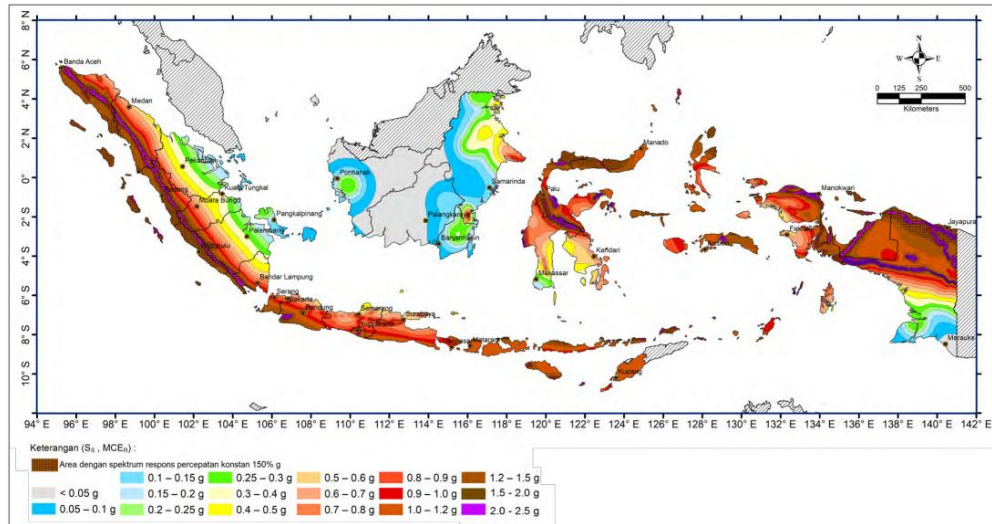 8° N
6° N
4° N
2° N
0°
2° S
4° S
6° S
8° S
10° S
Banda Aceh
Medan
Pekanbaru
Kuala Tungkal
Padang
Muara Bungo
Pangkalpinang
Palembang
Bengkulu
Bandar Lampung
Serang
Jakarta
Bandung
Semarang
Surabaya
Yogyakarta
Mataram
Kupang
Pontianak
Samarinda
Palangkaraya
Banjarmasin
Manado
Palu
Kendari
Makassar
Manokwari
Jayapura
Merauke
N
W E
S
0 125 250 500
Kilometers
94 °E 96 °E 98 °E 100 °E 102 °E 104 °E 106 °E 108 °E 110 °E 112 °E 114 °E 116 °E 118 °E 120 °E 122 °E 124 °E 126 °E 128 °E 130 °E 132 °E 134 °E 136 °E 138 °E 140 °E 142 °E
Keterangan (SS , MCER) :
Area dengan spektrum respons percepatan konstan 150% g
< 0.05 g
0.05 – 0.1 g
0.1 – 0.15 g
0.15 – 0.2 g
0.2 – 0.25 g
0.25 – 0.3 g
0.3 – 0.4 g
0.4 – 0.5 g
0.5 – 0.6 g
0.6 – 0.7 g
0.7 – 0.8 g
0.8 – 0.9 g
0.9 – 1.0 g
1.0 – 1.2 g
1.2 – 1.5 g
1.5 - 2.0 g
2.0 - 2.5 g